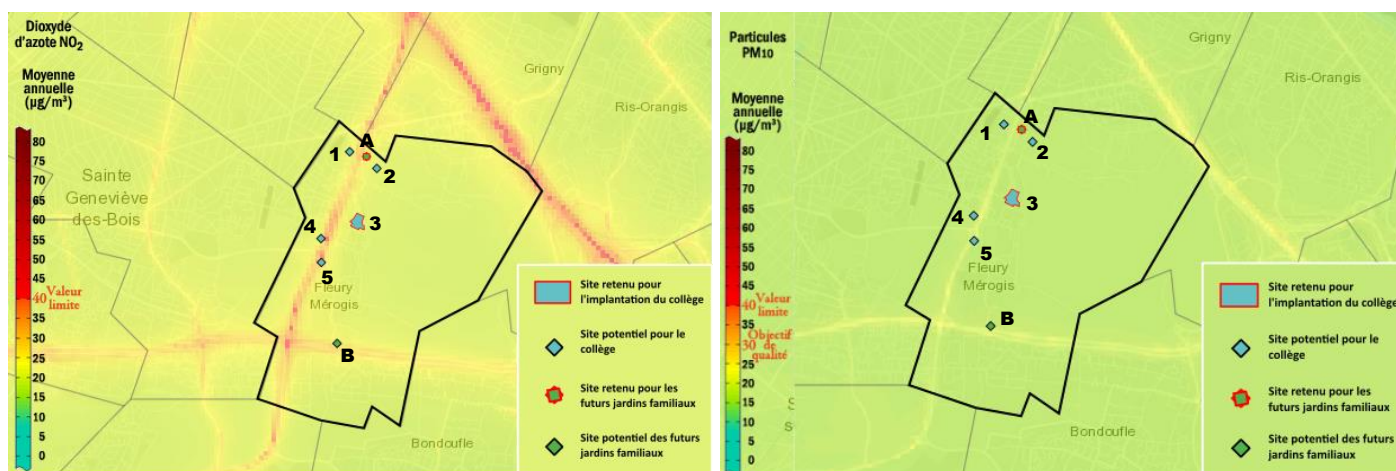 Dioxyde
d'azote NO₂
Moyenne
annuelle
(µg/m³)
80
75
70
65
60
55
50
45
40 Valeur
limite
35
30
25
20
15
10
5
0
Grigny
Ris-Orangis
Sainte
Geneviève
des-Bois
A
1
2
3
4
5
Fleury
Mérogis
B
Bondoufle
Site retenu pour
l'implantation du collège
Site potentiel pour le
collège
Site retenu pour les
futurs jardins familiaux
Site potentiel des futurs
jardins familiaux
Particules
PM₁₀
Moyenne
annuelle
(µg/m³)
80
75
70
65
60
55
50
45
40 Valeur
limite
35
Objectif
30 de
qualité
25
20
15
10
5
0
Grigny
Ris-Orangis
A
1
2
3
4
5
Fleury
Mérogis
B
Bondoufle
Site retenu pour
l'implantation du collège
Site potentiel pour le
collège
Site retenu pour les
futurs jardins familiaux
Site potentiel des futurs
jardins familiaux